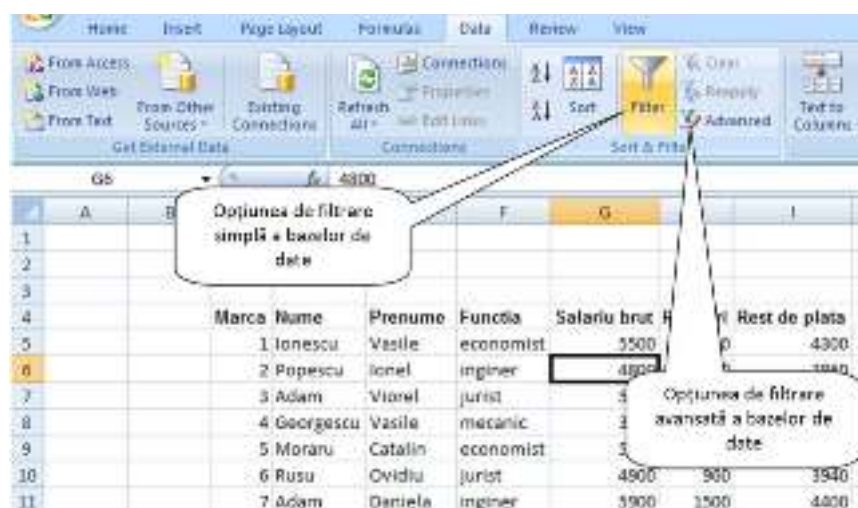 Home Insert Page Layout Formulas Data Review View
From Access
From Web
From Text
From Other Sources
Get External Data
Existing Connections
Refresh All
Connections
Properties
Edit Links
Connections
Sort
Filter
Clear
Reapply
Advanced
Sort & Filter
Text to Columns
G6 fx 4800
A B F G I
Opțiunea de filtrare
simplă a bazelor de
date
1
2
3
4 Marca Nume Prenume Functia Salariu brut Rest de plata
5 1 Ionescu Vasile economist 5500 4300
6 2 Popescu Ionel inginer 4800
7 3 Adam Viorel jurist
8 4 Georgescu Vasile mecanic
9 5 Moraru Catalin economist
10 6 Rusu Ovidiu jurist 4900 960 3940
11 7 Adam Daniela inginer 5900 1500 4400
Opțiunea de filtrare
avansată a bazelor de
date